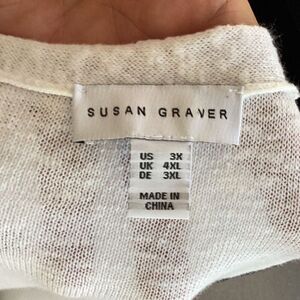 SUSAN GRAVER
US 3X
UK 4XL
DE 3XL
MADE IN
CHINA